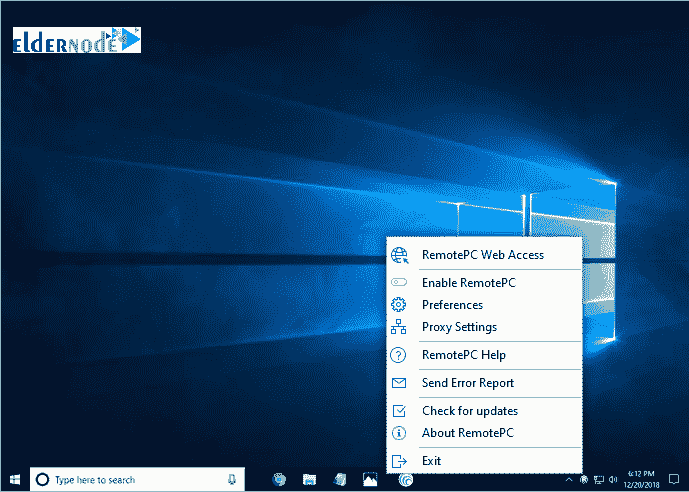 ELDERNODE
RemotePC Web Access
Enable RemotePC
Preferences
Proxy Settings
RemotePC Help
Send Error Report
Check for updates
About RemotePC
Exit
Type here to search
6:12 PM
12/20/2018